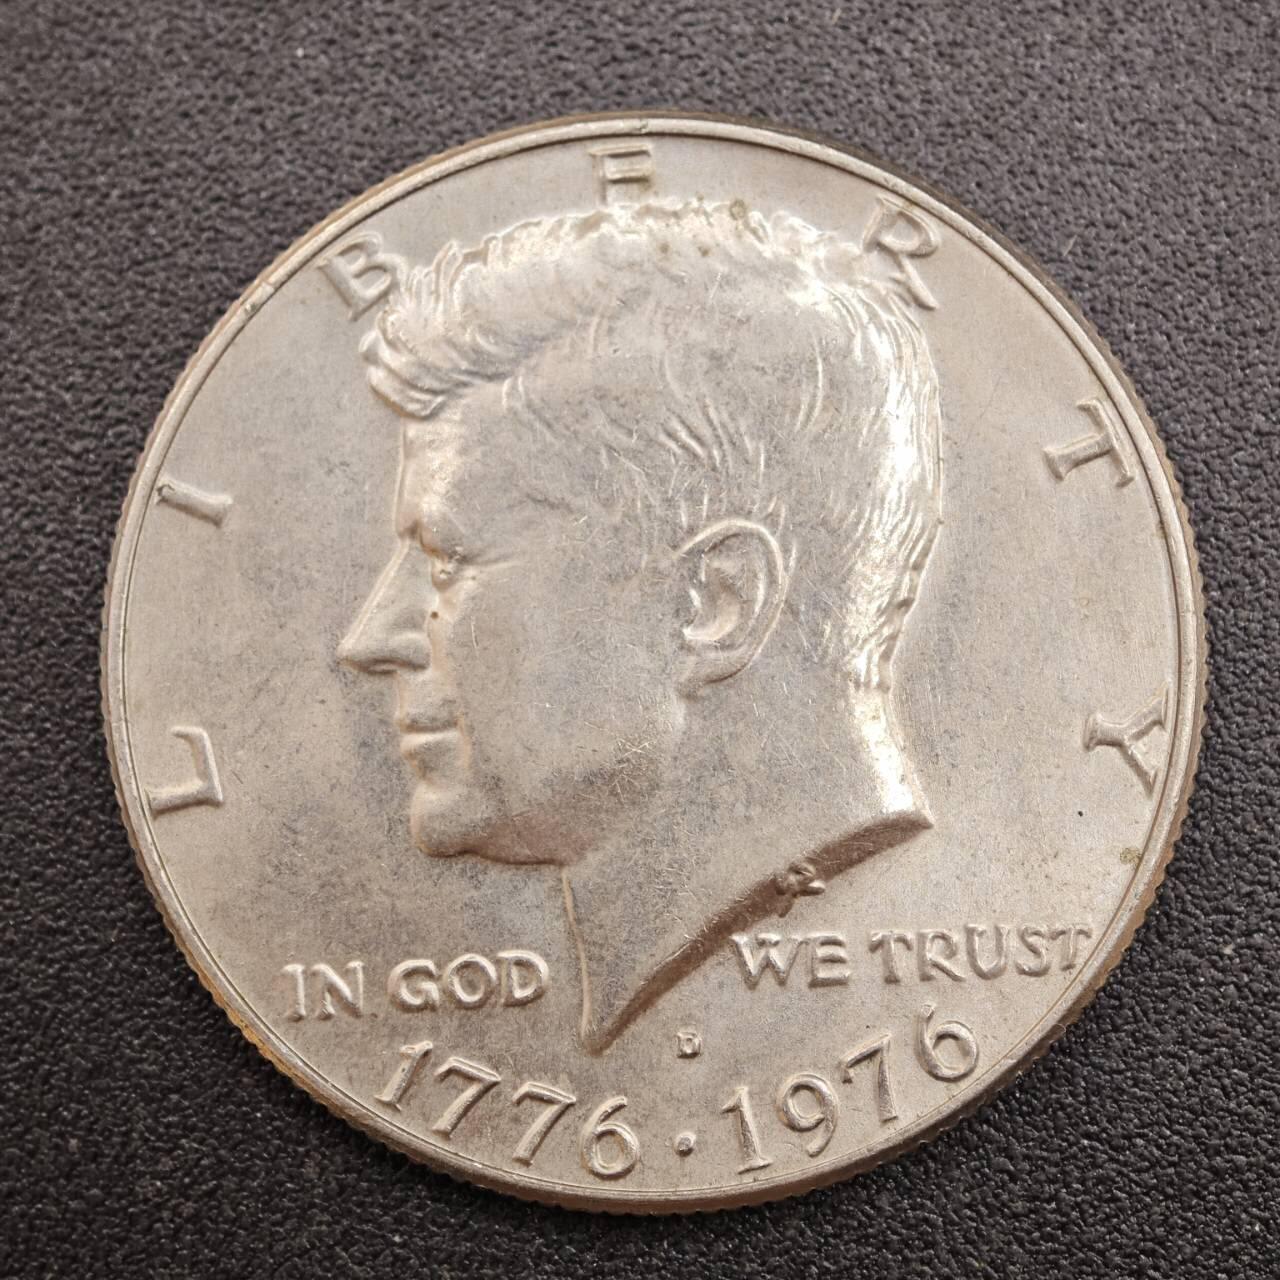 LIBERTY
IN GOD WE TRUST
D
1776 · 1976